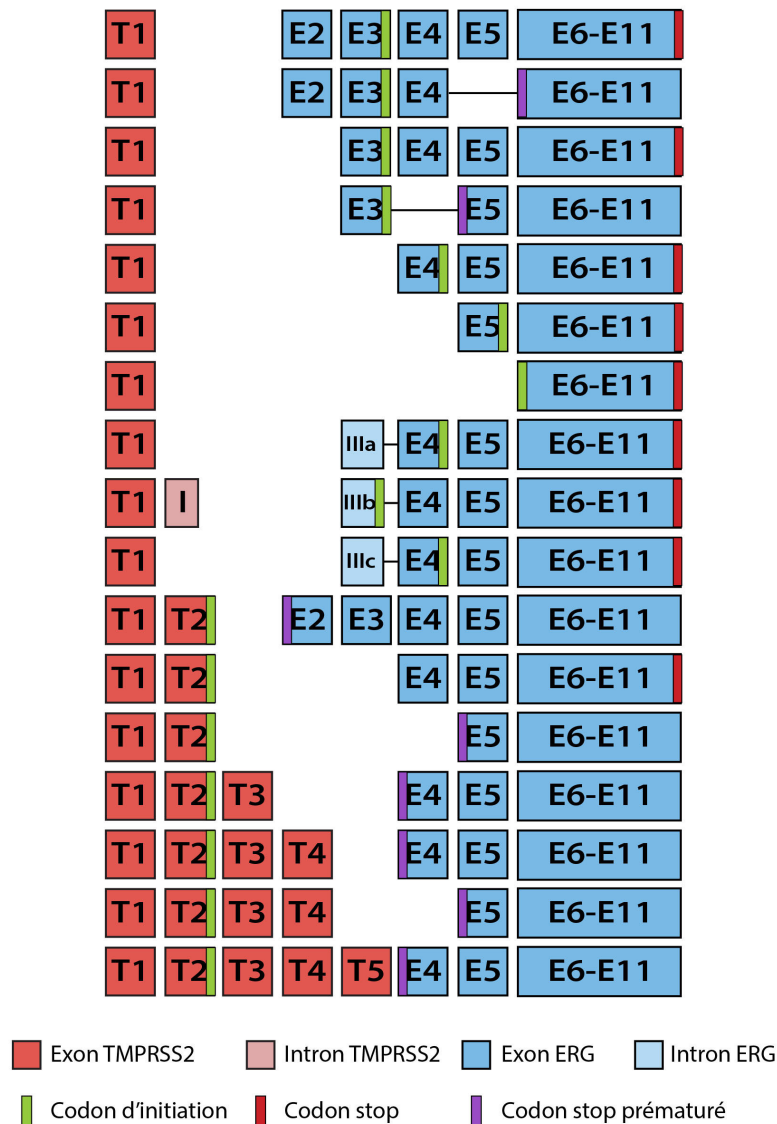 T1 E2 E3 E4 E5 E6-E11
T1 E2 E3 E4 E6-E11
T1 E3 E4 E5 E6-E11
T1 E3 E5 E6-E11
T1 E4 E5 E6-E11
T1 E5 E6-E11
T1 E6-E11
T1 IIIa E4 E5 E6-E11
T1 I IIIb E4 E5 E6-E11
T1 IIIc E4 E5 E6-E11
T1 T2 E2 E3 E4 E5 E6-E11
T1 T2 E4 E5 E6-E11
T1 T2 E5 E6-E11
T1 T2 T3 E4 E5 E6-E11
T1 T2 T3 T4 E4 E5 E6-E11
T1 T2 T3 T4 E5 E6-E11
T1 T2 T3 T4 T5 E4 E5 E6-E11
Exon TMPRSS2 Intron TMPRSS2 Exon ERG Intron ERG
Codon d'initiation Codon stop Codon stop prématuré